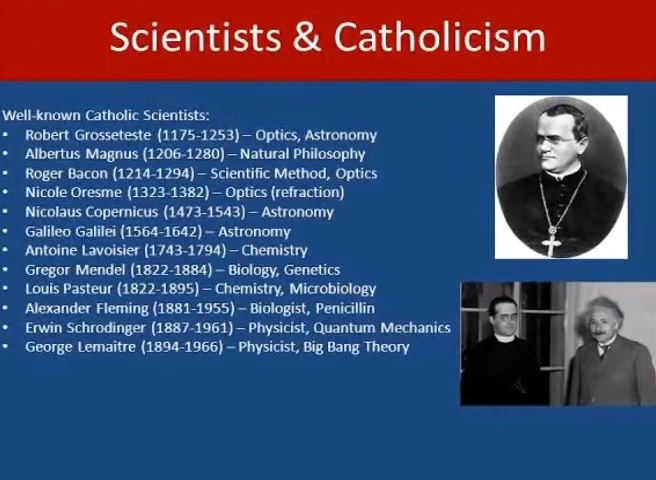 Scientists & Catholicism
Well-known Catholic Scientists:
• Robert Grosseteste (1175-1253) – Optics, Astronomy
• Albertus Magnus (1206-1280) – Natural Philosophy
• Roger Bacon (1214-1294) – Scientific Method, Optics
• Nicole Oresme (1323-1382) – Optics (refraction)
• Nicolaus Copernicus (1473-1543) – Astronomy
• Galileo Galilei (1564-1642) – Astronomy
• Antoine Lavoisier (1743-1794) – Chemistry
• Gregor Mendel (1822-1884) – Biology, Genetics
• Louis Pasteur (1822-1895) – Chemistry, Microbiology
• Alexander Fleming (1881-1955) – Biologist, Penicillin
• Erwin Schrodinger (1887-1961) – Physicist, Quantum Mechanics
• George Lemaitre (1894-1966) – Physicist, Big Bang Theory